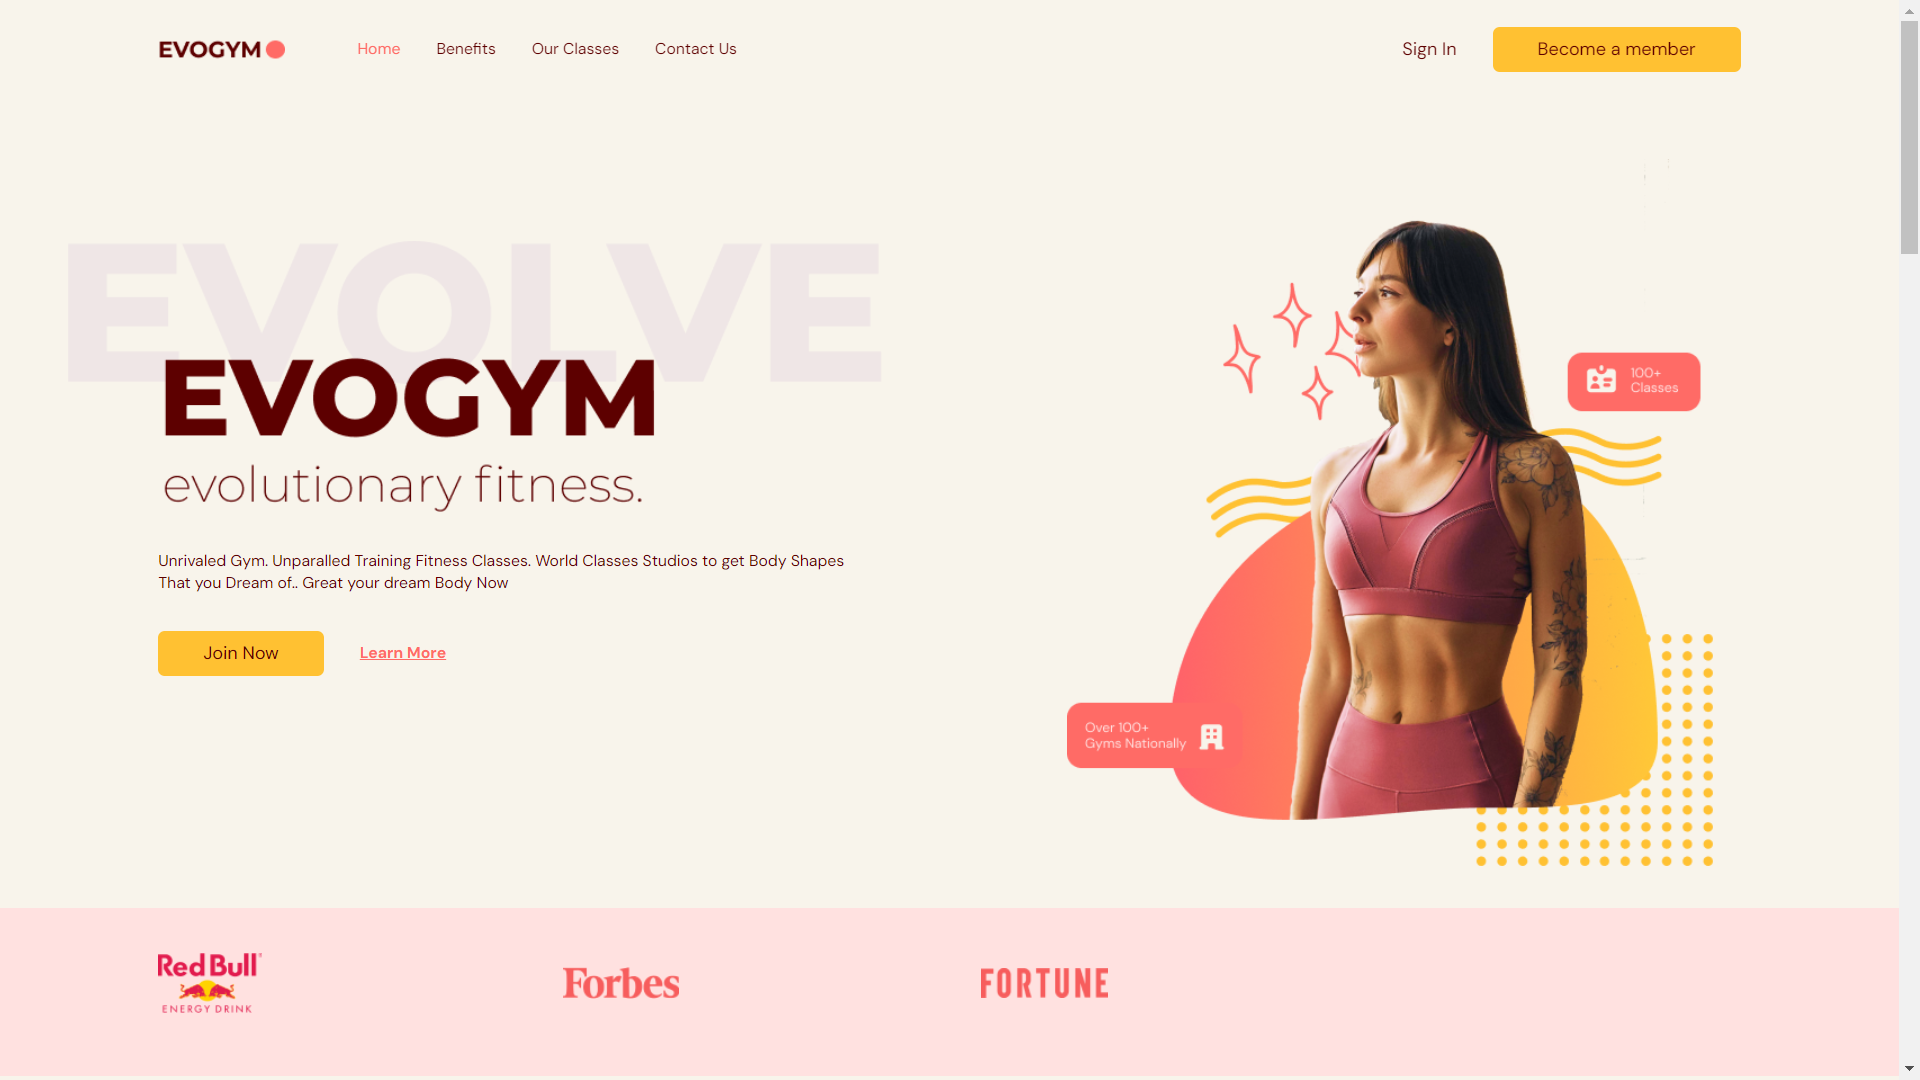 EVOGYM
Home
Benefits
Our Classes
Contact Us
Sign In
Become a member
EVOLVE
EVOGYM
evolutionary fitness.
Unrivaled Gym. Unparalled Training Fitness Classes. World Classes Studios to get Body Shapes
That you Dream of.. Great your dream Body Now
Join Now
Learn More
100+
Classes
Over 100+
Gyms Nationally
Red Bull
ENERGY DRINK
Forbes
FORTUNE